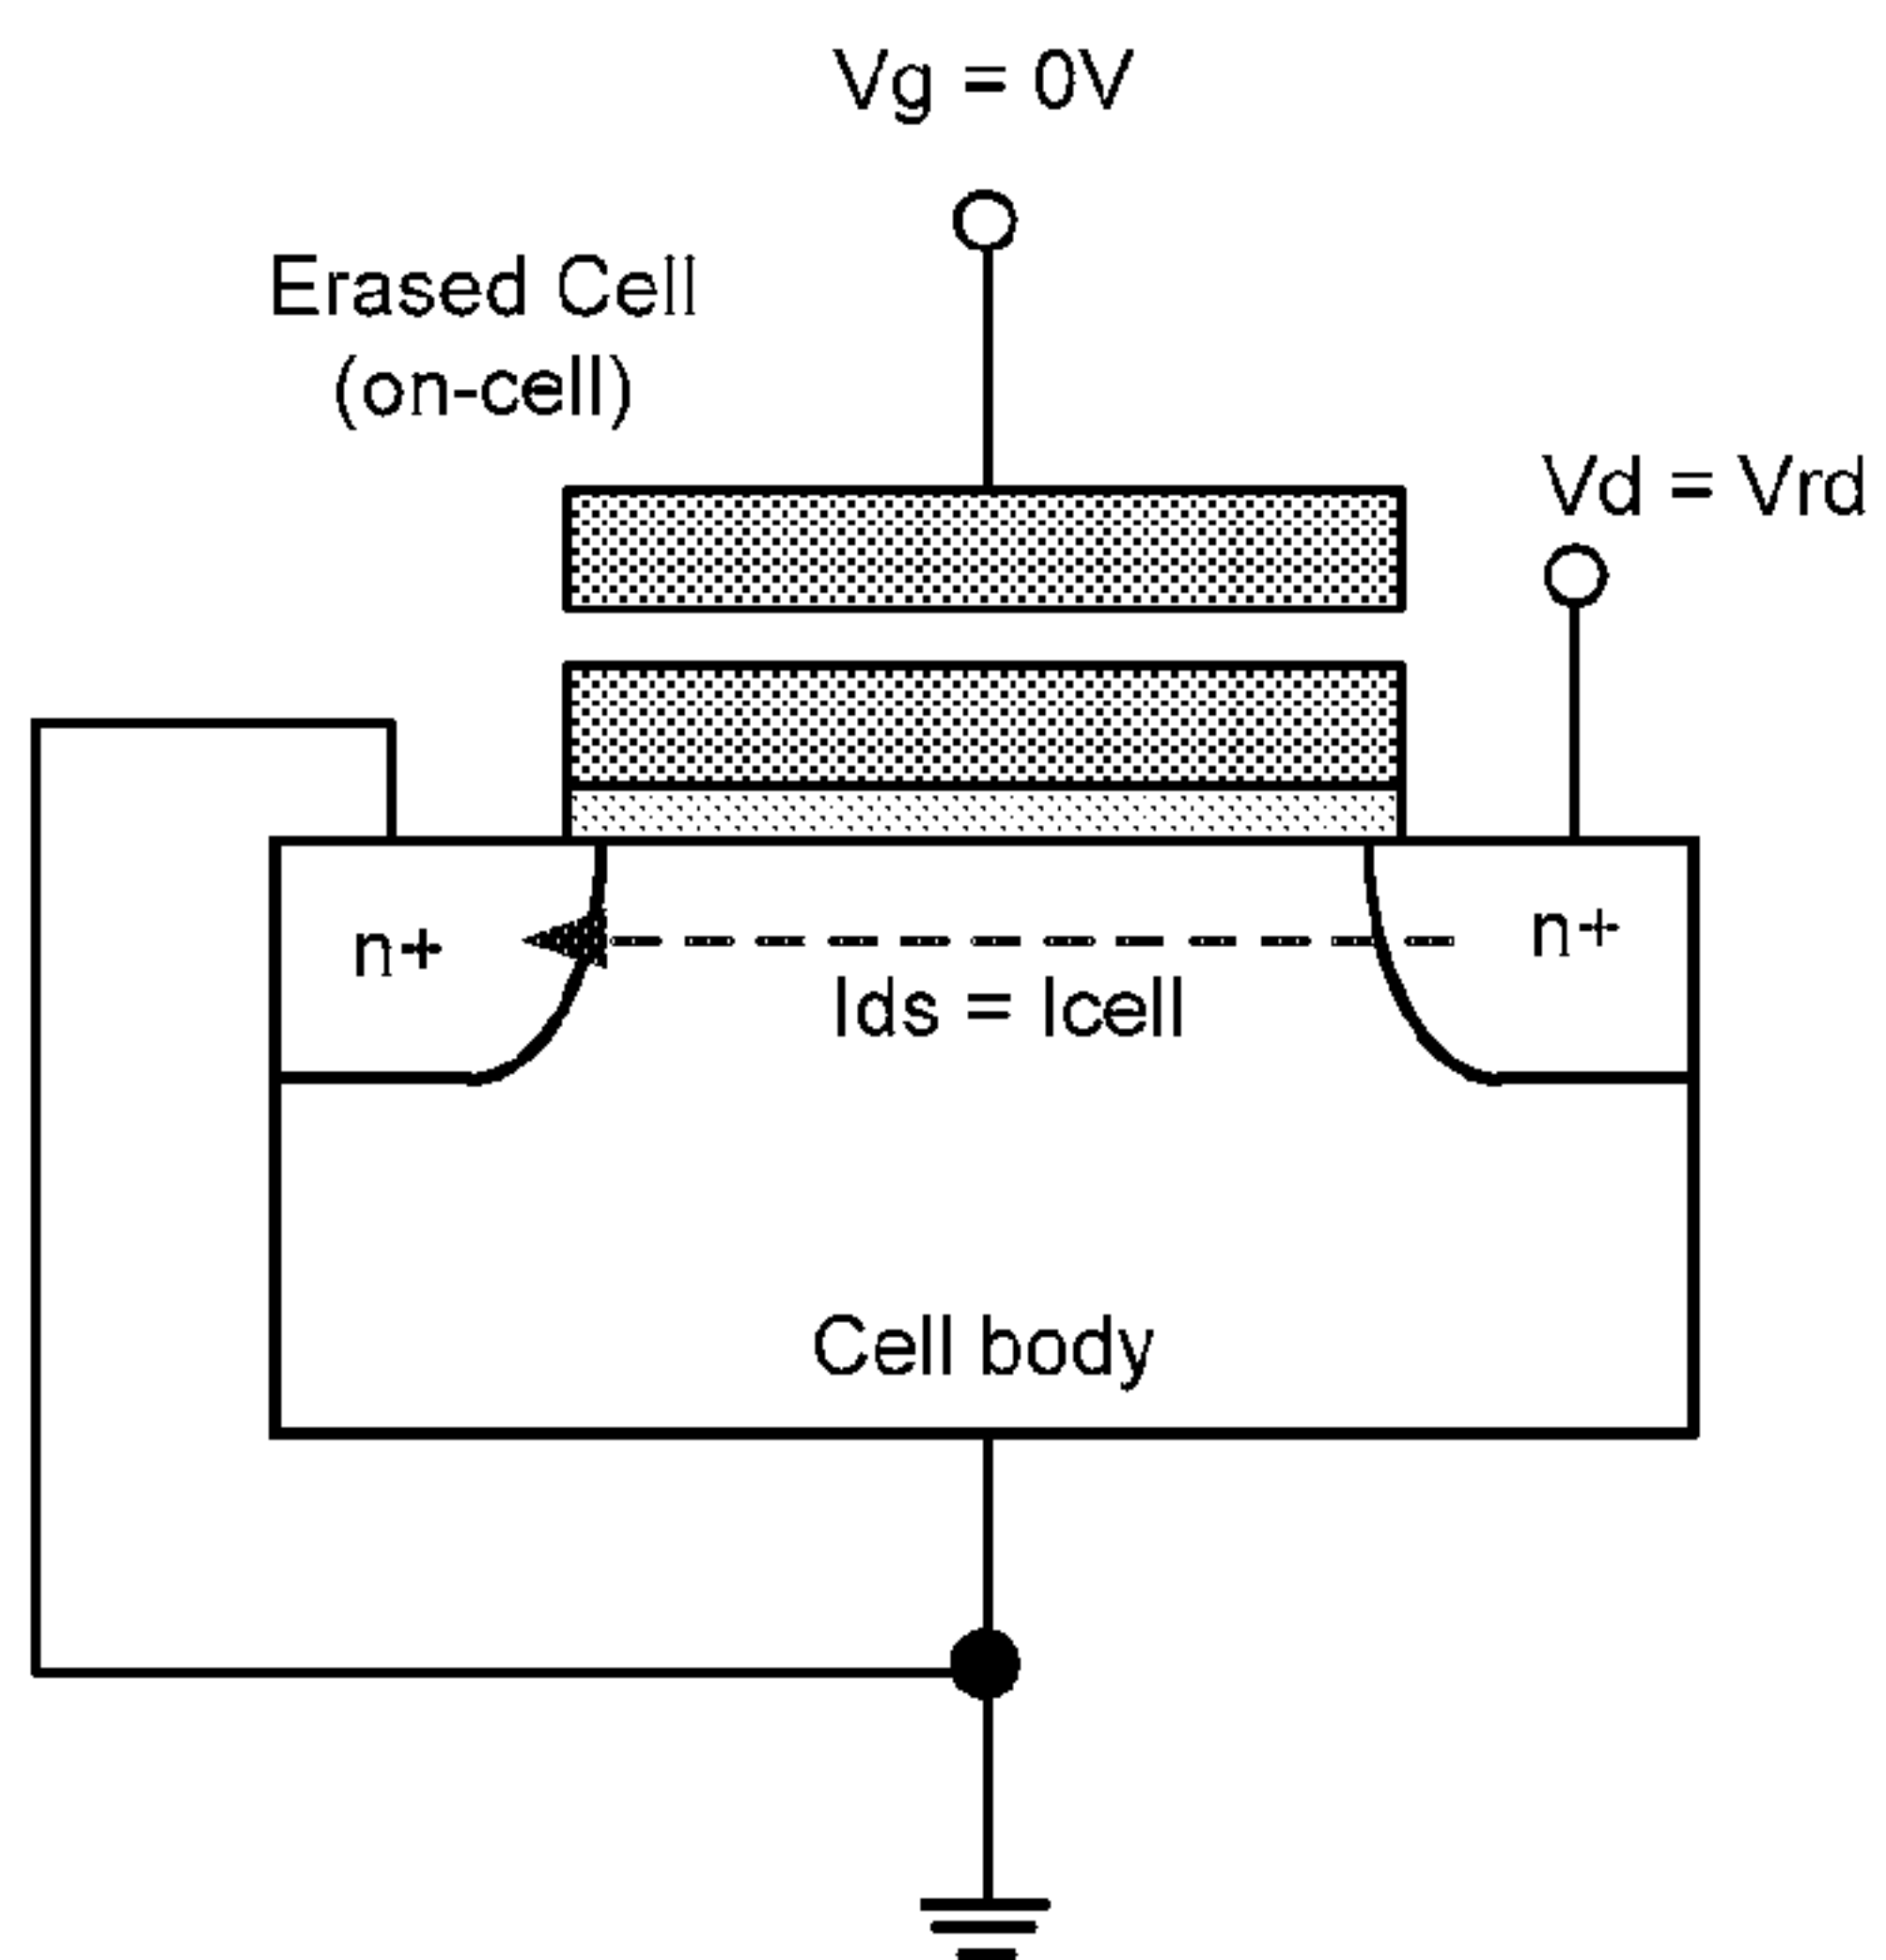 Vg = 0V
Erased Cell
(on-cell)
Vd = Vrd
n+
n+
Ids = Icell
Cell body